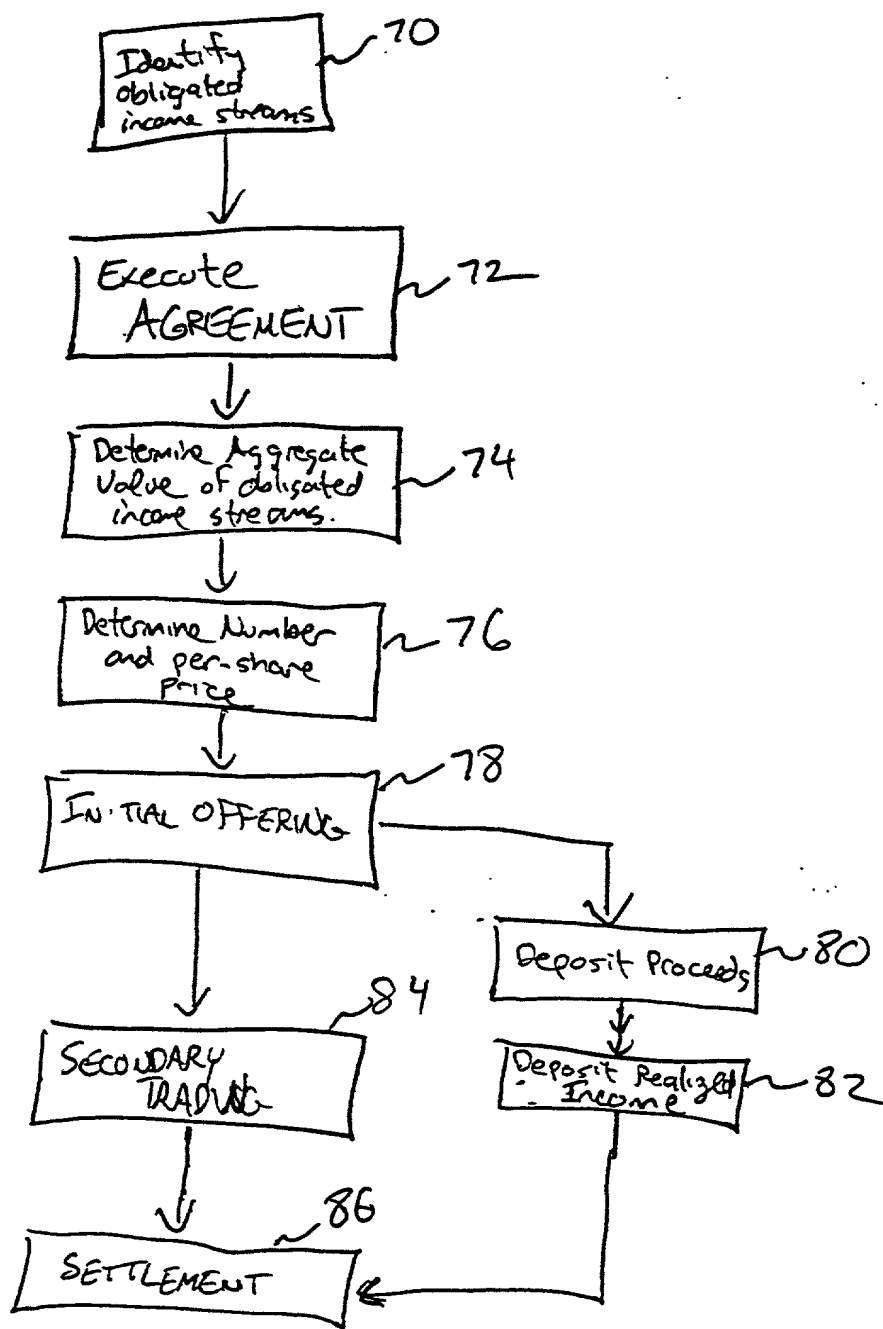 70
Identify
obligated
income streams
Execute
AGREEMENT
72
Determine Aggregate
Value of obligated
income streams.
74
Determine Number
and per-share
Price
76
INITIAL OFFERING
78
Deposit Proceeds
80
84
SECONDARY
TRADING
Deposit Realized
Income
82
86
SETTLEMENT